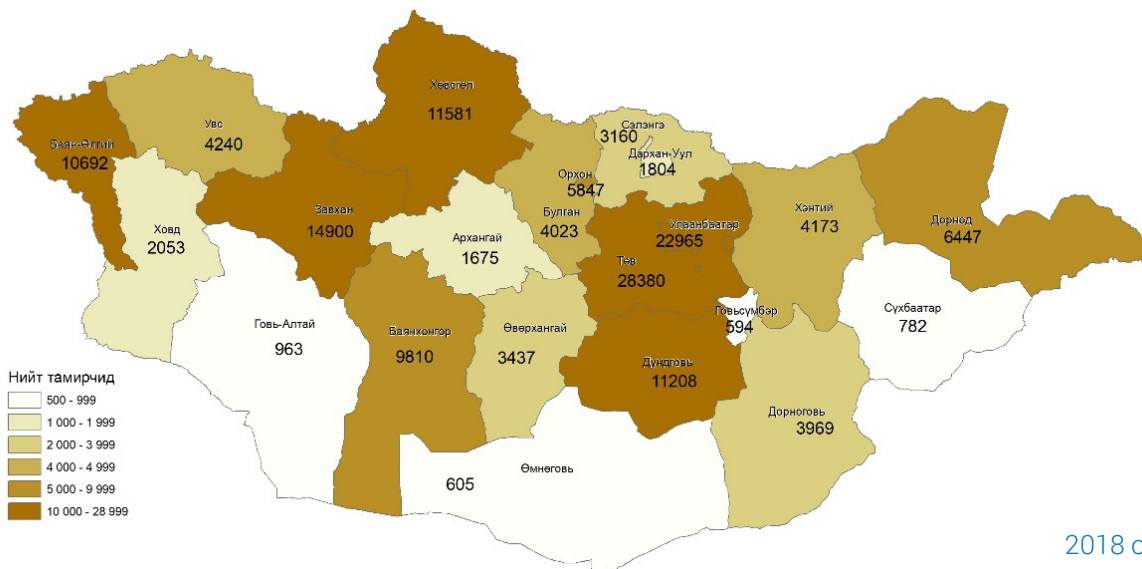 Хөвсгөл
11581
Увс
4240
Баян-Өлгий
10692
Сэлэнгэ
3160
Дархан-Уул
1804
Орхон
5847
Булган
4023
Ховд
2053
Завхан
14900
Архангай
1675
Улаанбаатар
22965
Төв
28380
Хэнтий
4173
Дорнод
6447
Говь-Алтай
963
Баянхонгор
9810
Өвөрхангай
3437
Говьсүмбэр
594
Сүхбаатар
782
Дундговь
11208
Дорноговь
3969
Өмнөговь
605
Нийт тамирчид
500 - 999
1 000 - 1 999
2 000 - 3 999
4 000 - 4 999
5 000 - 9 999
10 000 - 28 999
2018 о